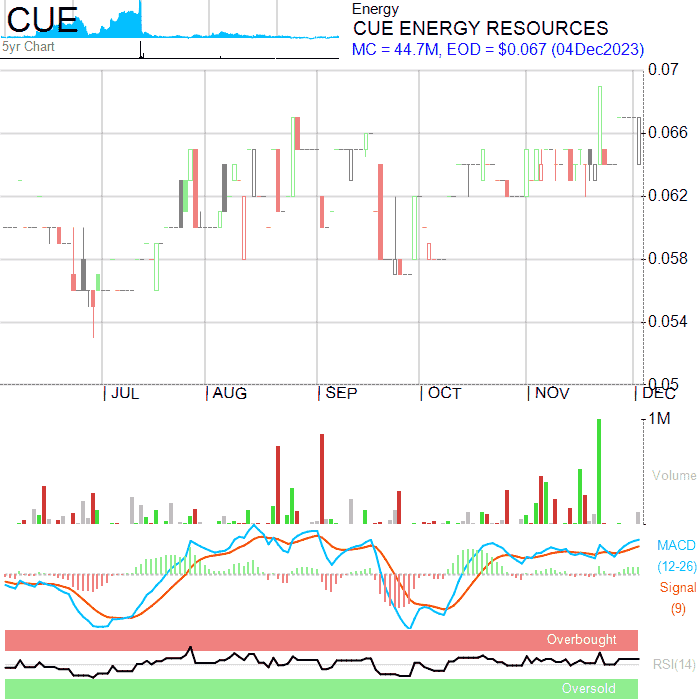 CUE
5yr Chart
Energy
CUE ENERGY RESOURCES
MC = 44.7M, EOD = $0.067 (04Dec2023)
0.07
0.066
0.062
0.058
0.054
0.05
JUL AUG SEP OCT NOV DEC
1M
Volume
MACD
(12-26)
Signal
(9)
Overbought
RSI(14)
Oversold